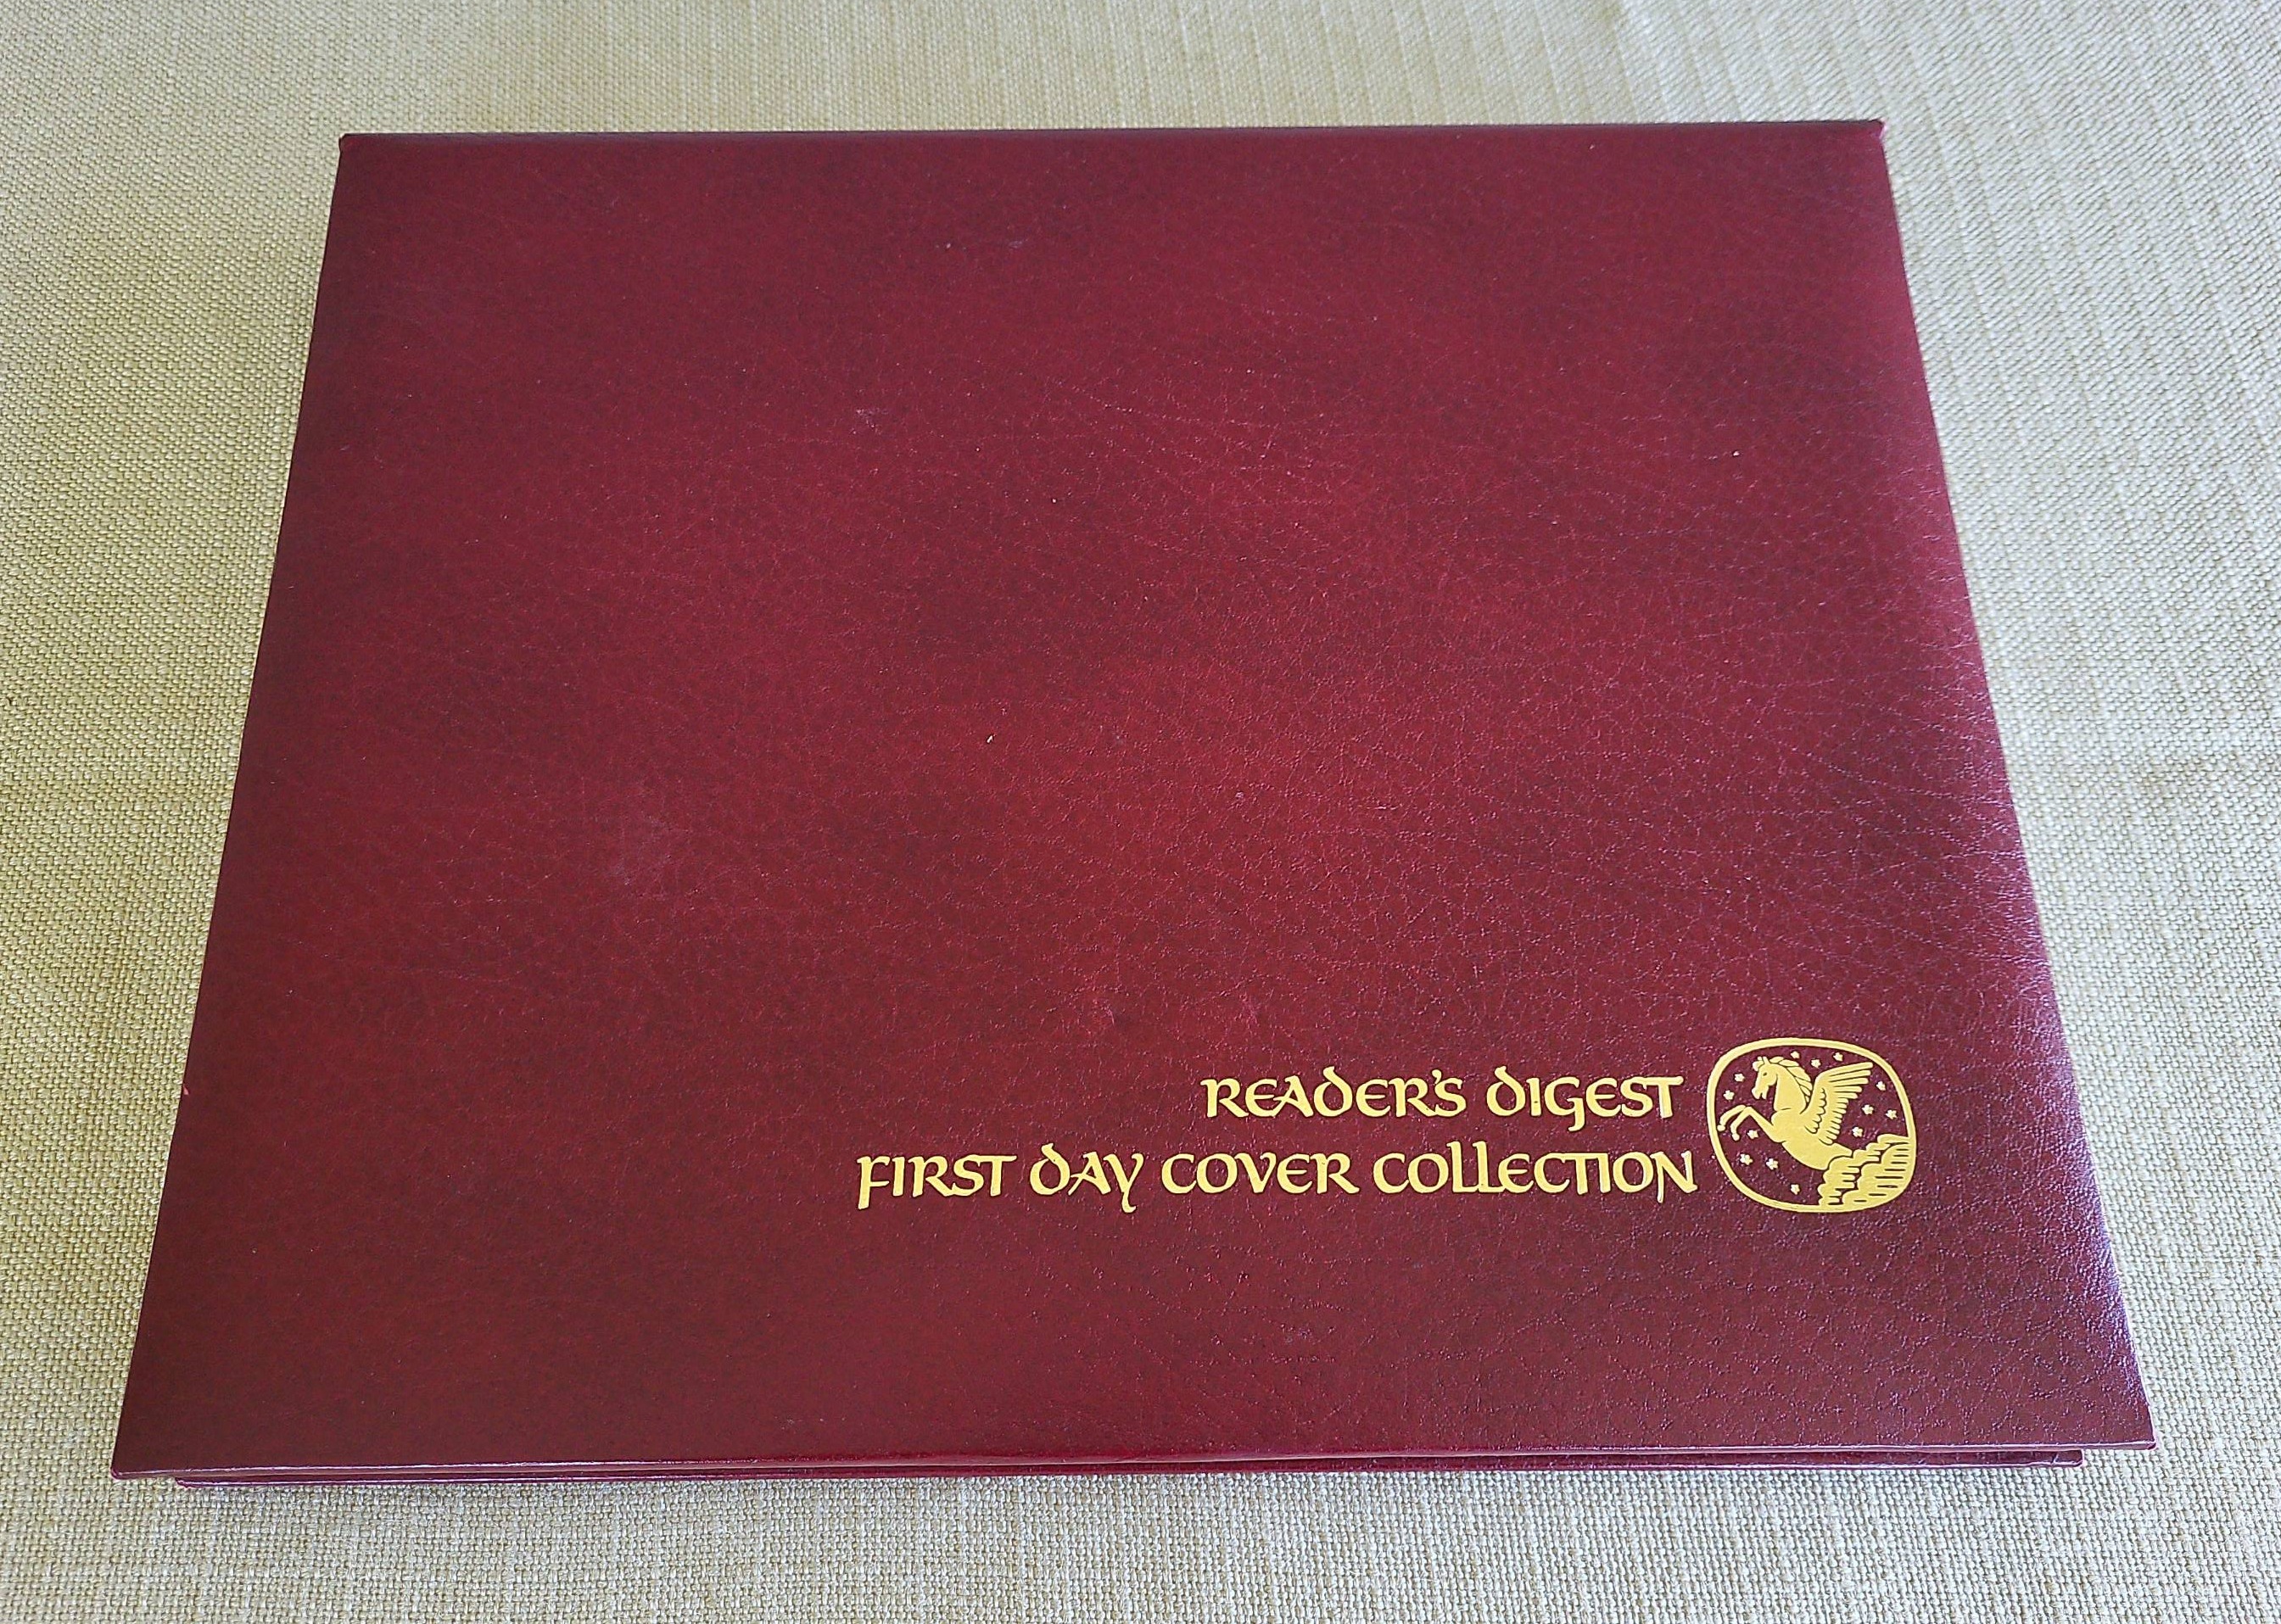 READER'S DIGEST
FIRST DAY COVER COLLECTION